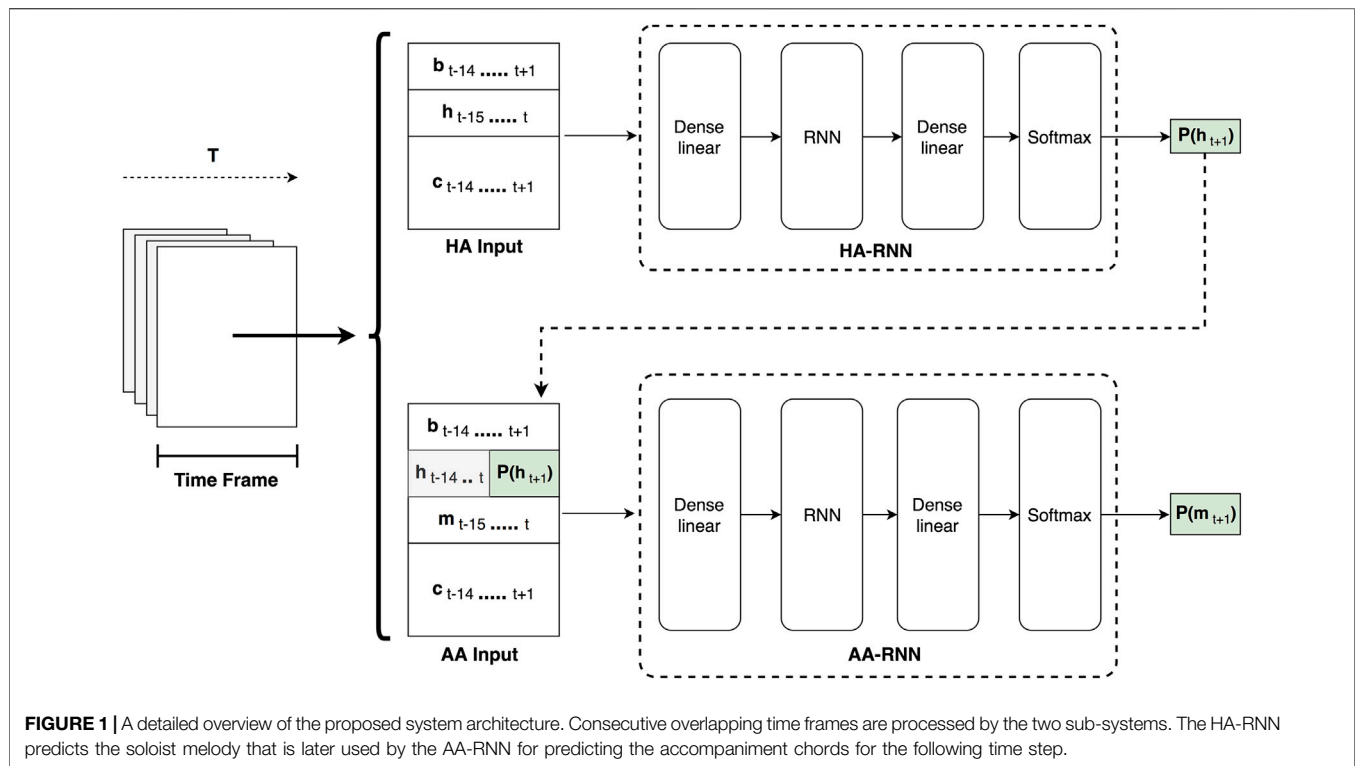 T
Time Frame
b t-14 ..... t+1
h t-15 ..... t
c t-14 ..... t+1
HA Input
Dense
linear
RNN
Dense
linear
Softmax
HA-RNN
P(h t+1)
b t-14 ..... t+1
h t-14 .. t P(h t+1)
m t-15 ..... t
c t-14 ..... t+1
AA Input
Dense
linear
RNN
Dense
linear
Softmax
AA-RNN
P(m t+1)
FIGURE 1 | A detailed overview of the proposed system architecture. Consecutive overlapping time frames are processed by the two sub-systems. The HA-RNN
predicts the soloist melody that is later used by the AA-RNN for predicting the accompaniment chords for the following time step.